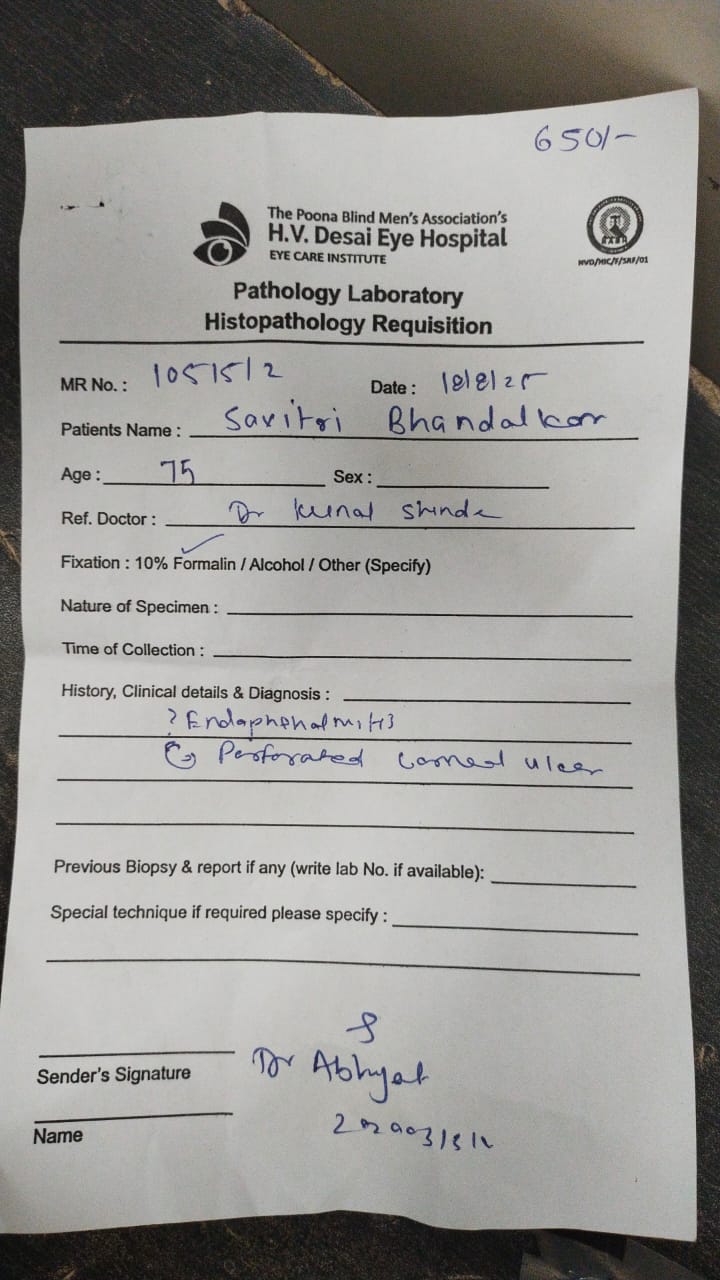 650/-
The Poona Blind Men's Association's
H.V. Desai Eye Hospital
EYE CARE INSTITUTE
HVD/MIC/F/SRF/01
Pathology Laboratory
Histopathology Requisition
MR No. : 1051512 Date : 18/8/25
Patients Name : Savitri Bhandalkar
Age : 75 Sex :
Ref. Doctor : Dr Kunal Shinde
Fixation : 10% Formalin / Alcohol / Other (Specify)
Nature of Specimen :
Time of Collection :
History, Clinical details & Diagnosis :
? Endophthalmitis
Perforated corneal ulcer
Previous Biopsy & report if any (write lab No. if available):
Special technique if required please specify :
Dr Abhyat
Sender's Signature
Name